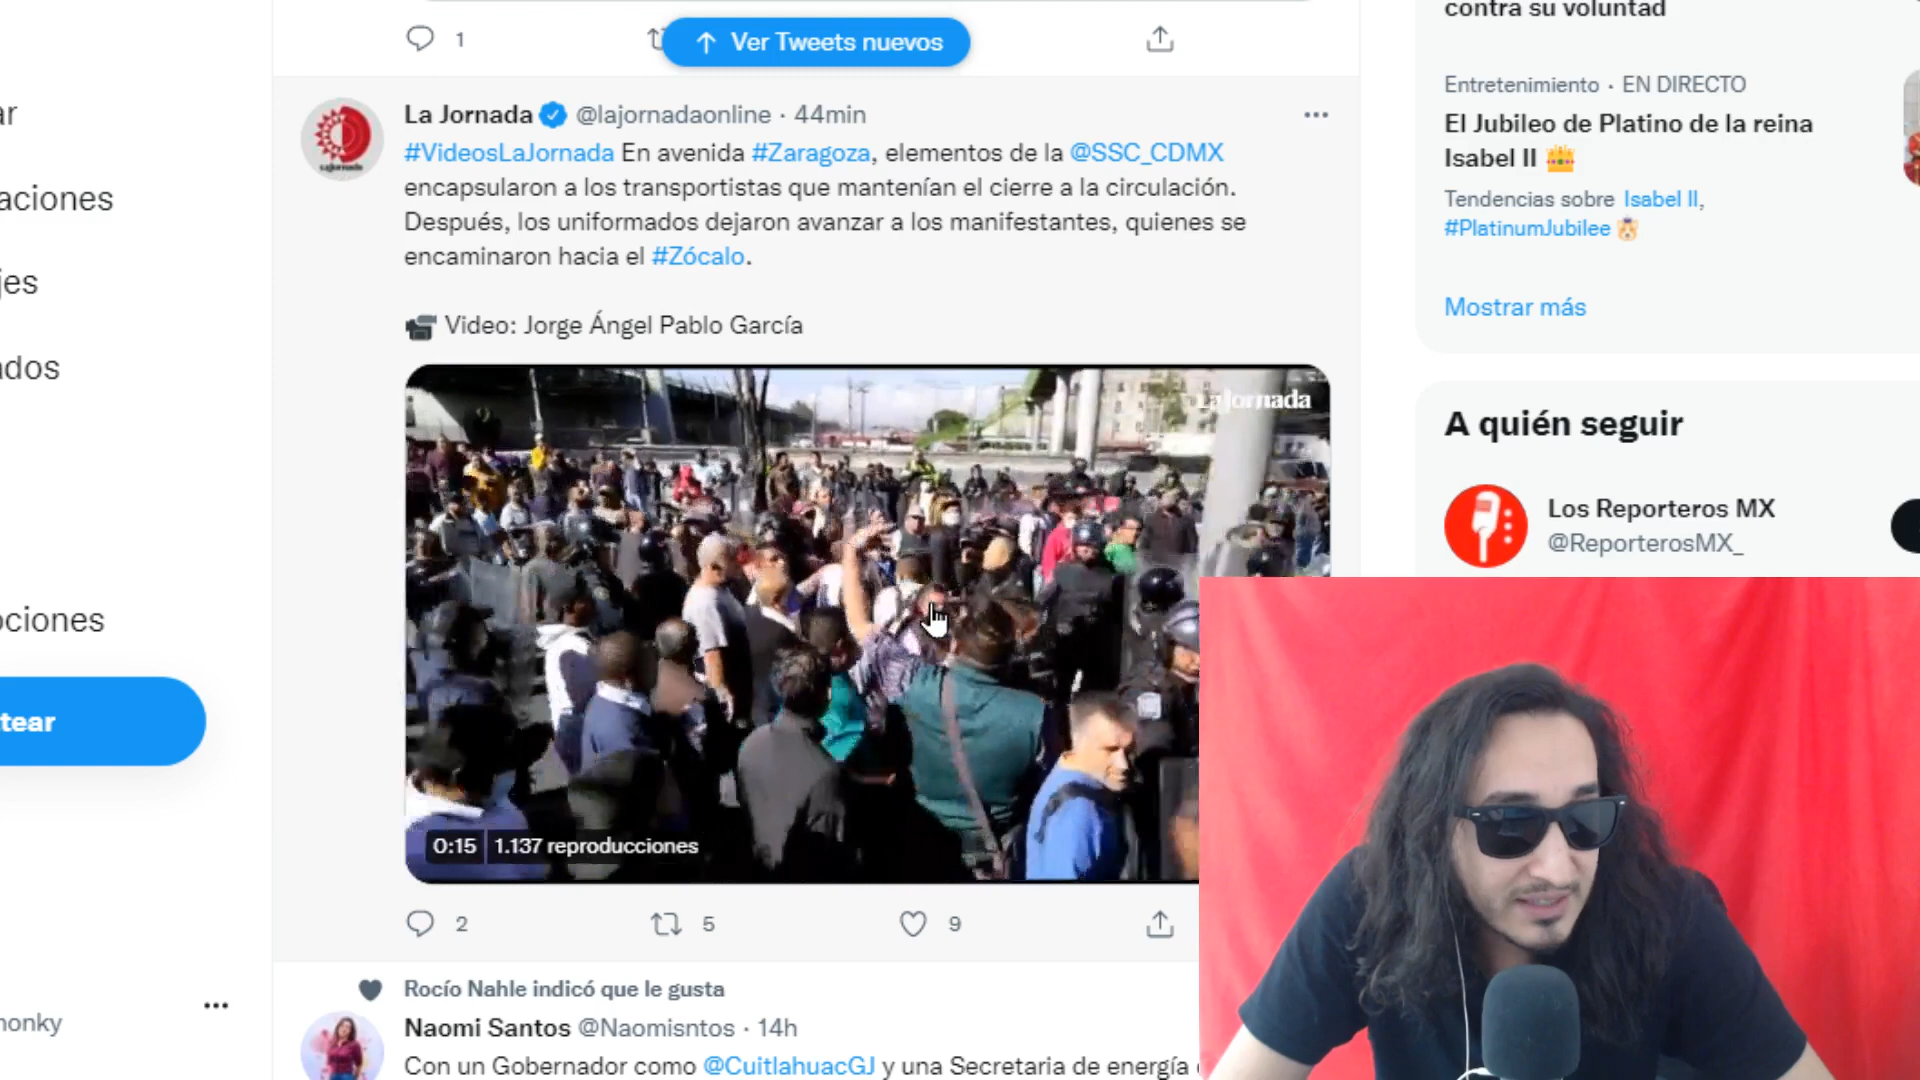 1
Ver Tweets nuevos
La Jornada @lajornadaonline · 44min
#VideosLaJornada En avenida #Zaragoza, elementos de la @SSC_CDMX
encapsularon a los transportistas que mantenían el cierre a la circulación.
Después, los uniformados dejaron avanzar a los manifestantes, quienes se
encaminaron hacia el #Zócalo.
Video: Jorge Ángel Pablo García
La Jornada
0:15 1.137 reproducciones
2 5 9
Rocío Nahle indicó que le gusta
Naomi Santos @Naomisntos · 14h
Con un Gobernador como @CuitlahuacGJ y una Secretaria de energía
ar
aciones
jes
ados
ociones
tear
honky
contra su voluntad
Entretenimiento · EN DIRECTO
El Jubileo de Platino de la reina
Isabel II
Tendencias sobre Isabel II,
#PlatinumJubilee
Mostrar más
A quién seguir
Los Reporteros MX
@ReporterosMX_